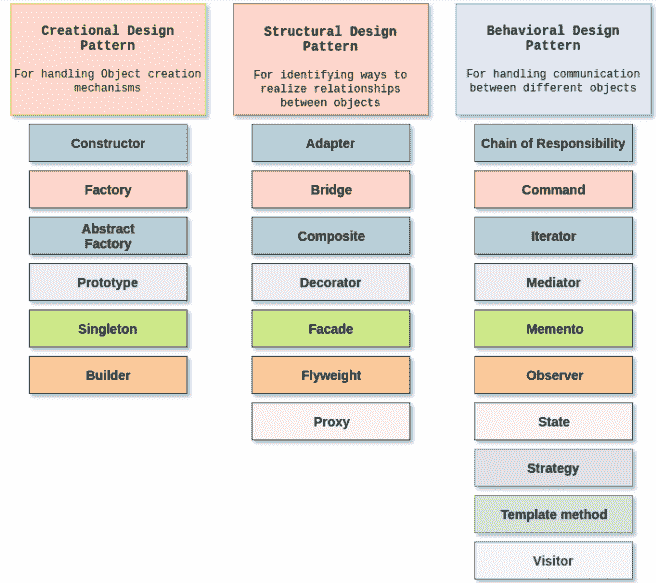 Creational Design
Pattern
For handling Object creation
mechanisms
Constructor
Factory
Abstract
Factory
Prototype
Singleton
Builder
Structural Design
Pattern
For identifying ways to
realize relationships
between objects
Adapter
Bridge
Composite
Decorator
Facade
Flyweight
Proxy
Behavioral Design
Pattern
For handling communication
between different objects
Chain of Responsibility
Command
Iterator
Mediator
Memento
Observer
State
Strategy
Template method
Visitor